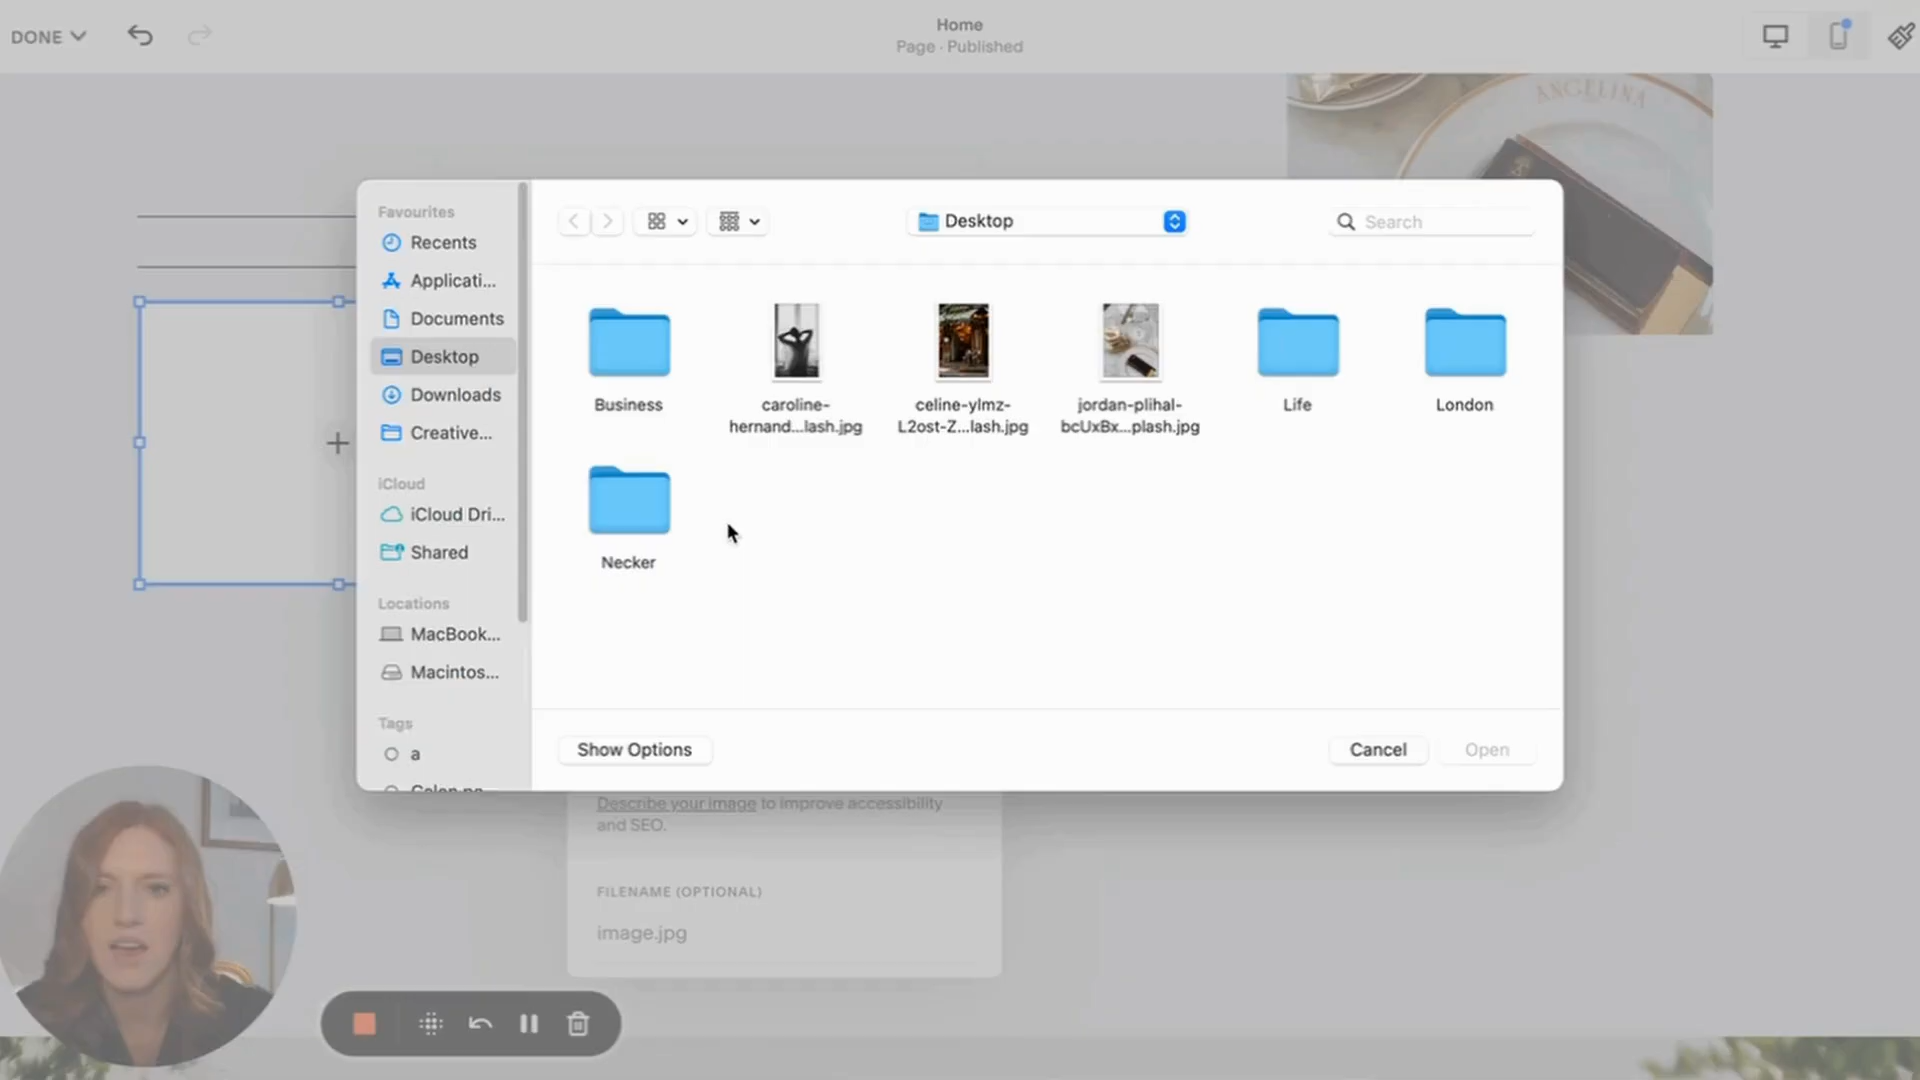 DONE
Home
Page · Published
ANGELINA
Favourites
Recents
Applicati...
Documents
Desktop
Downloads
Creative...
iCloud
iCloud Dri...
Shared
Locations
MacBook...
Macintos...
Tags
a
Desktop
Search
Business
caroline-
hernand...lash.jpg
celine-ylmz-
L2ost-Z...lash.jpg
jordan-plihal-
bcUxBx...plash.jpg
Life
London
Necker
Show Options
Cancel
Open
Describe your image to improve accessibility
and SEO.
FILENAME (OPTIONAL)
image.jpg